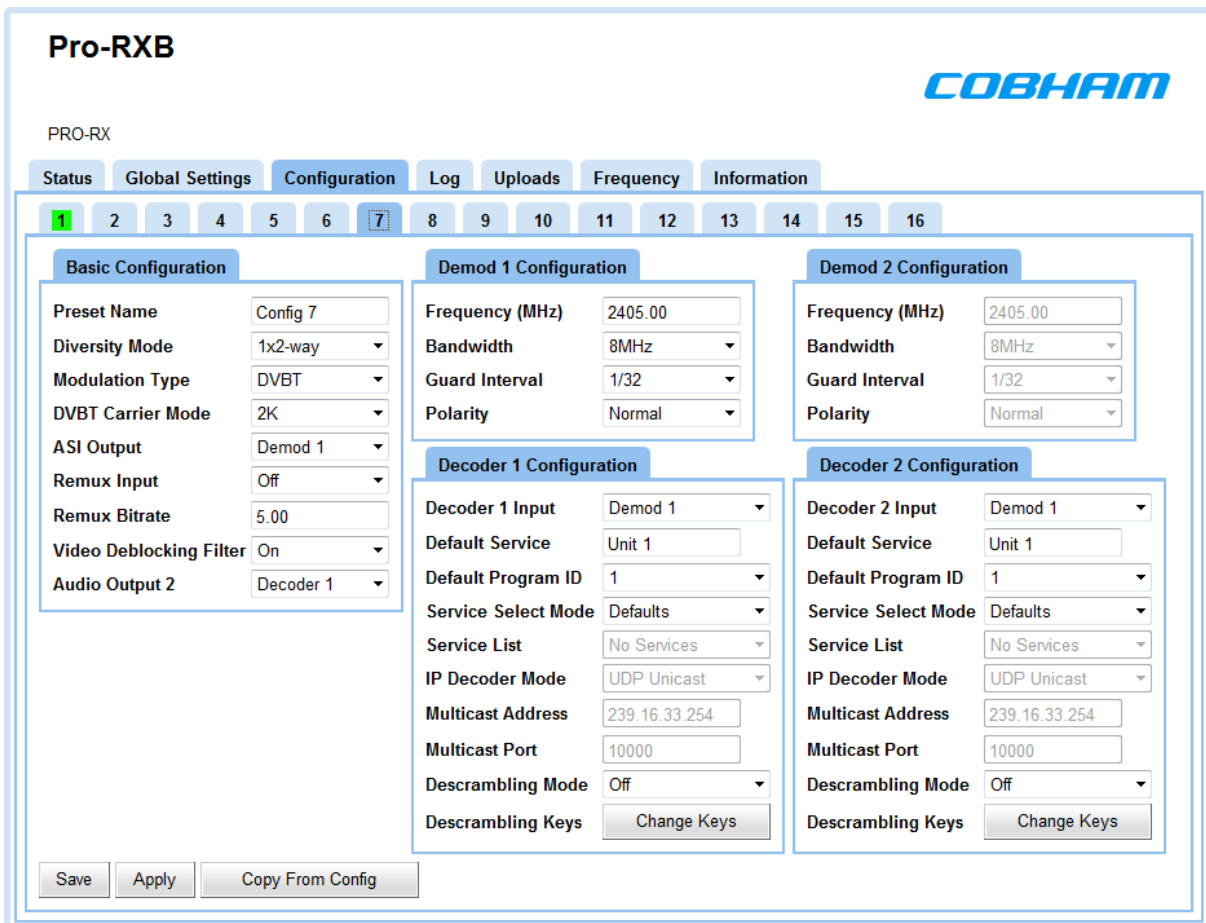 Pro-RXB
COBHAM
PRO-RX
Status Global Settings Configuration Log Uploads Frequency Information
1 2 3 4 5 6 7 8 9 10 11 12 13 14 15 16
Basic Configuration
Preset Name Config 7
Diversity Mode 1x2-way
Modulation Type DVBT
DVBT Carrier Mode 2K
ASI Output Demod 1
Remux Input Off
Remux Bitrate 5.00
Video Deblocking Filter On
Audio Output 2 Decoder 1
Demod 1 Configuration
Frequency (MHz) 2405.00
Bandwidth 8MHz
Guard Interval 1/32
Polarity Normal
Demod 2 Configuration
Frequency (MHz) 2405.00
Bandwidth 8MHz
Guard Interval 1/32
Polarity Normal
Decoder 1 Configuration
Decoder 1 Input Demod 1
Default Service Unit 1
Default Program ID 1
Service Select Mode Defaults
Service List No Services
IP Decoder Mode UDP Unicast
Multicast Address 239.16.33.254
Multicast Port 10000
Descrambling Mode Off
Descrambling Keys Change Keys
Decoder 2 Configuration
Decoder 2 Input Demod 1
Default Service Unit 1
Default Program ID 1
Service Select Mode Defaults
Service List No Services
IP Decoder Mode UDP Unicast
Multicast Address 239.16.33.254
Multicast Port 10000
Descrambling Mode Off
Descrambling Keys Change Keys
Save Apply Copy From Config